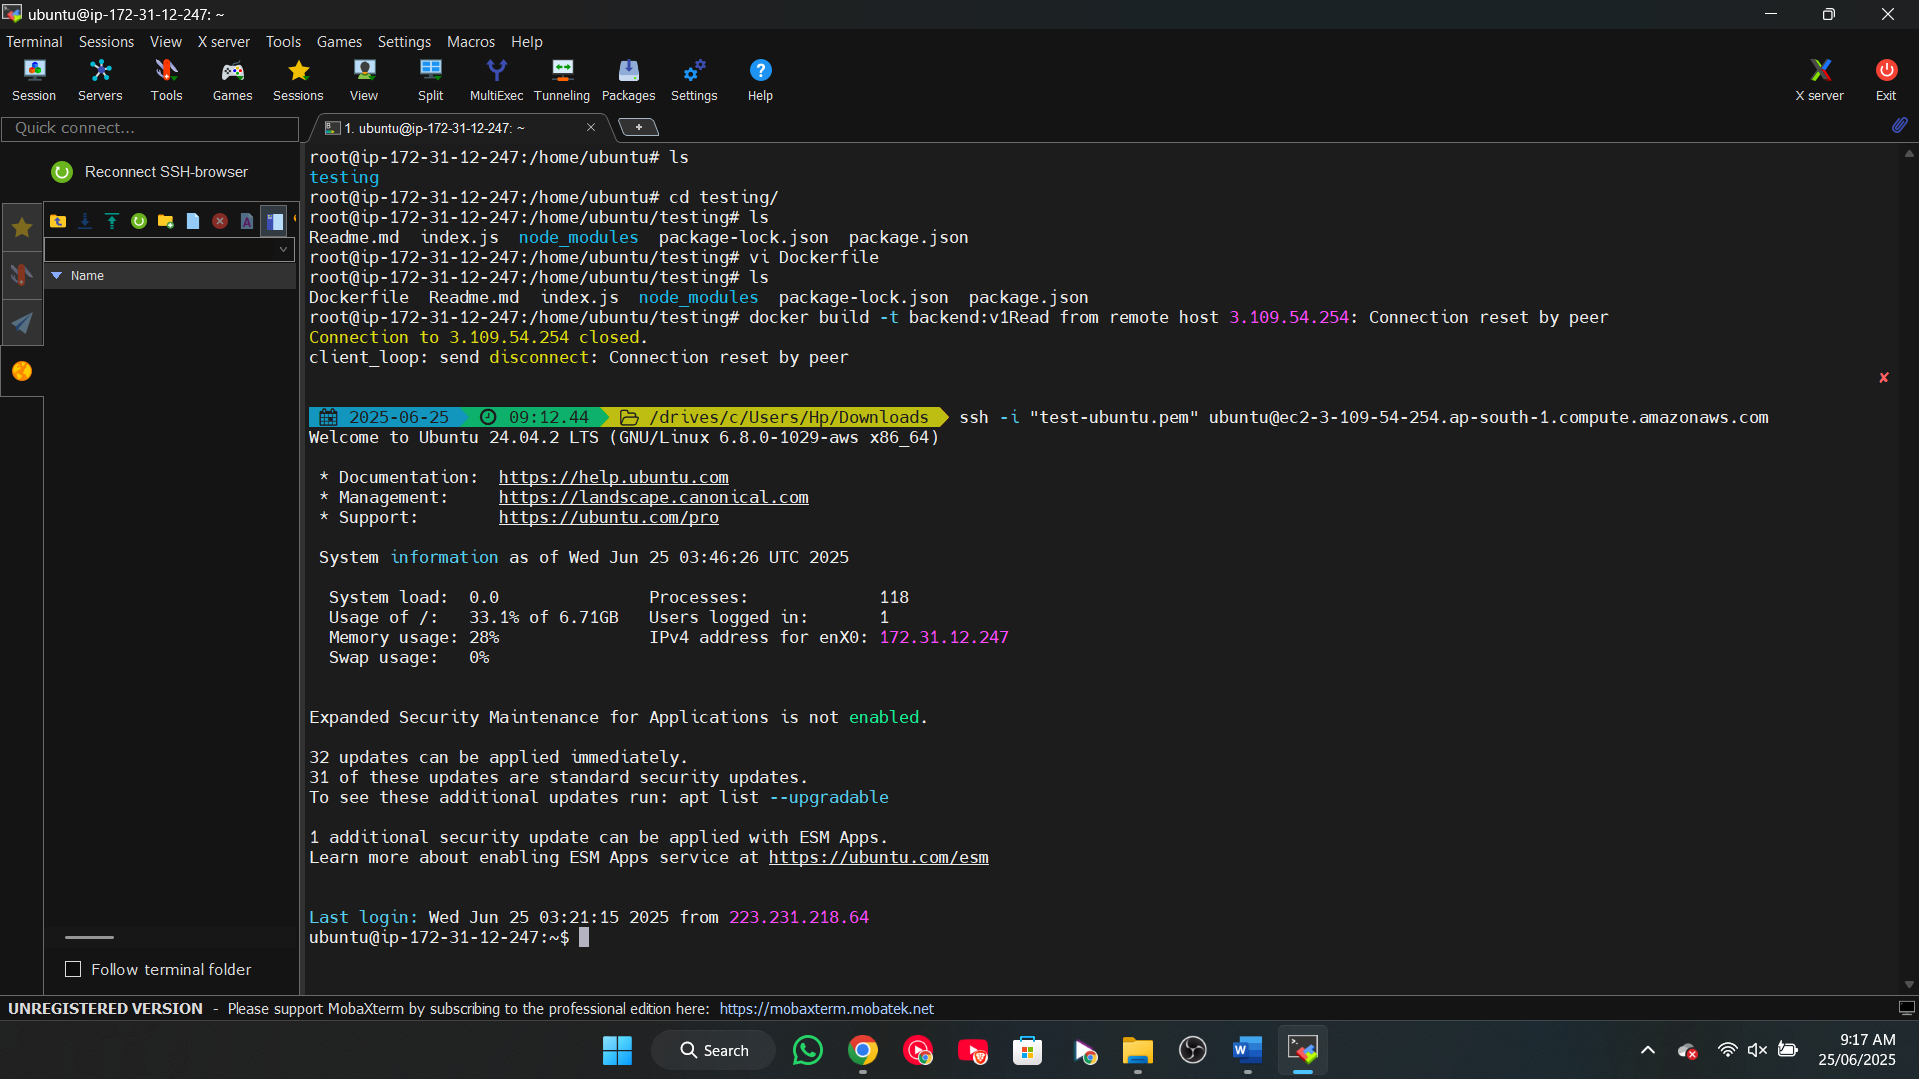 ubuntu@ip-172-31-12-247: ~
Terminal Sessions View X server Tools Games Settings Macros Help
Session Servers Tools Games Sessions View Split MultiExec Tunneling Packages Settings Help X server Exit
Quick connect...
1. ubuntu@ip-172-31-12-247: ~
Reconnect SSH-browser
Name
root@ip-172-31-12-247:/home/ubuntu# ls
testing
root@ip-172-31-12-247:/home/ubuntu# cd testing/
root@ip-172-31-12-247:/home/ubuntu/testing# ls
Readme.md index.js node_modules package-lock.json package.json
root@ip-172-31-12-247:/home/ubuntu/testing# vi Dockerfile
root@ip-172-31-12-247:/home/ubuntu/testing# ls
Dockerfile Readme.md index.js node_modules package-lock.json package.json
root@ip-172-31-12-247:/home/ubuntu/testing# docker build -t backend:v1Read from remote host 3.109.54.254: Connection reset by peer
Connection to 3.109.54.254 closed.
client_loop: send disconnect: Connection reset by peer
2025-06-25 09:12.44 /drives/c/Users/Hp/Downloads ssh -i "test-ubuntu.pem" ubuntu@ec2-3-109-54-254.ap-south-1.compute.amazonaws.com
Welcome to Ubuntu 24.04.2 LTS (GNU/Linux 6.8.0-1029-aws x86_64)
* Documentation: https://help.ubuntu.com
* Management: https://landscape.canonical.com
* Support: https://ubuntu.com/pro
System information as of Wed Jun 25 03:46:26 UTC 2025
System load: 0.0 Processes: 118
Usage of /: 33.1% of 6.71GB Users logged in: 1
Memory usage: 28% IPv4 address for enX0: 172.31.12.247
Swap usage: 0%
Expanded Security Maintenance for Applications is not enabled.
32 updates can be applied immediately.
31 of these updates are standard security updates.
To see these additional updates run: apt list --upgradable
1 additional security update can be applied with ESM Apps.
Learn more about enabling ESM Apps service at https://ubuntu.com/esm
Last login: Wed Jun 25 03:21:15 2025 from 223.231.218.64
ubuntu@ip-172-31-12-247:~$
Follow terminal folder
UNREGISTERED VERSION - Please support MobaXterm by subscribing to the professional edition here: https://mobaxterm.mobatek.net
Search
9:17 AM
25/06/2025